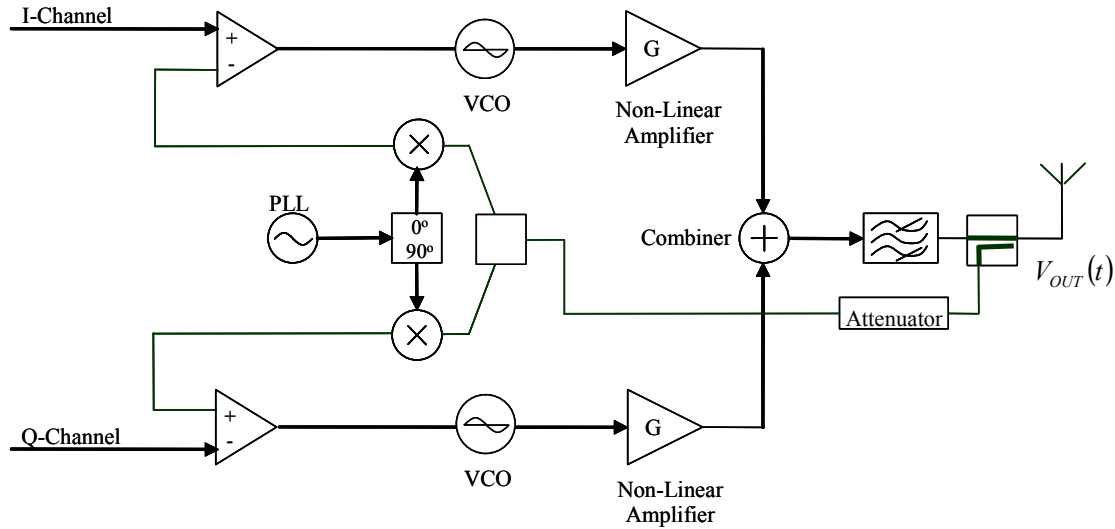 I-Channel
+
-
VCO
G
Non-Linear
Amplifier
PLL
0º
90º
Combiner
V_OUT(t)
Attenuator
+
-
Q-Channel
VCO
G
Non-Linear
Amplifier